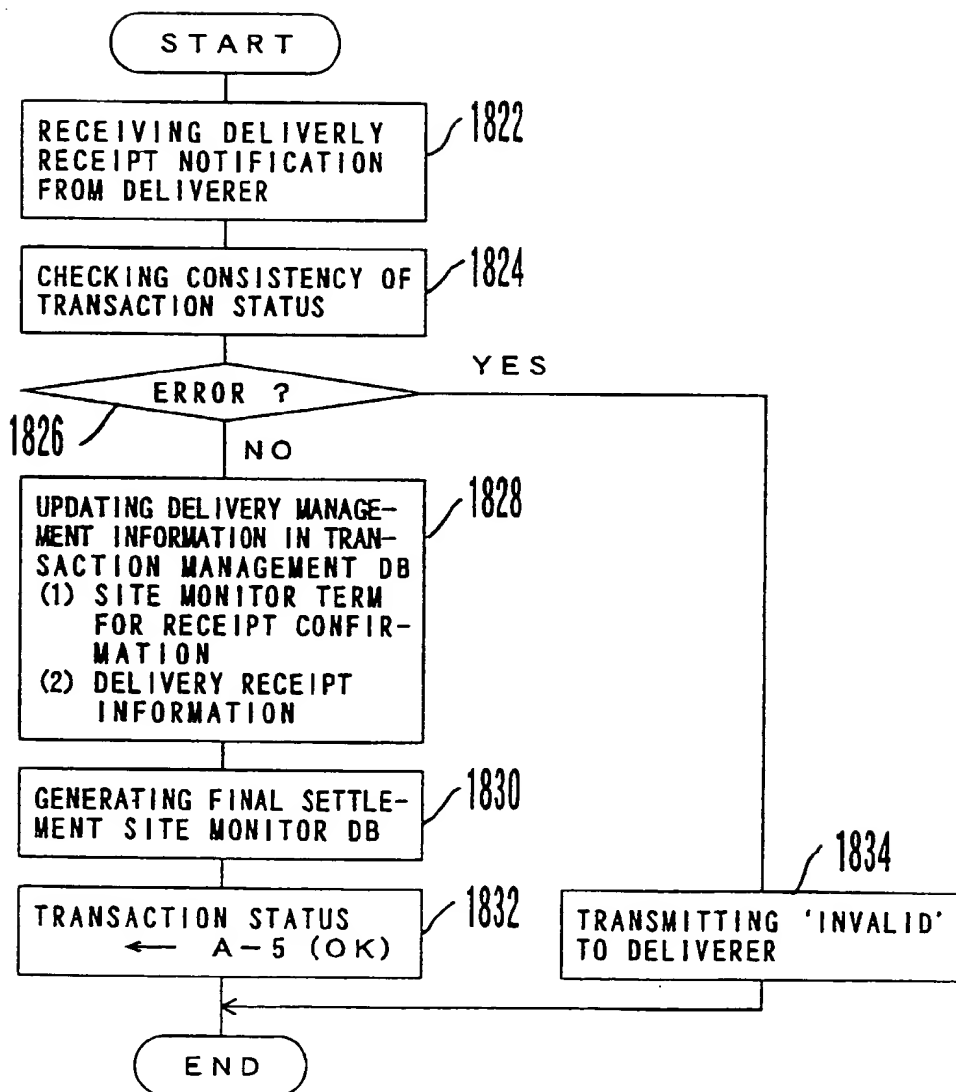 START
RECEIVING DELIVERLY
RECEIPT NOTIFICATION
FROM DELIVERER
1822
CHECKING CONSISTENCY OF
TRANSACTION STATUS
1824
ERROR ?
YES
1826
NO
UPDATING DELIVERY MANAGE-
MENT INFORMATION IN TRAN-
SACTION MANAGEMENT DB
(1) SITE MONITOR TERM
FOR RECEIPT CONFIR-
MATION
(2) DELIVERY RECEIPT
INFORMATION
1828
GENERATING FINAL SETTLE-
MENT SITE MONITOR DB
1830
TRANSACTION STATUS
← A-5 (OK)
1832
1834
TRANSMITTING 'INVALID'
TO DELIVERER
END